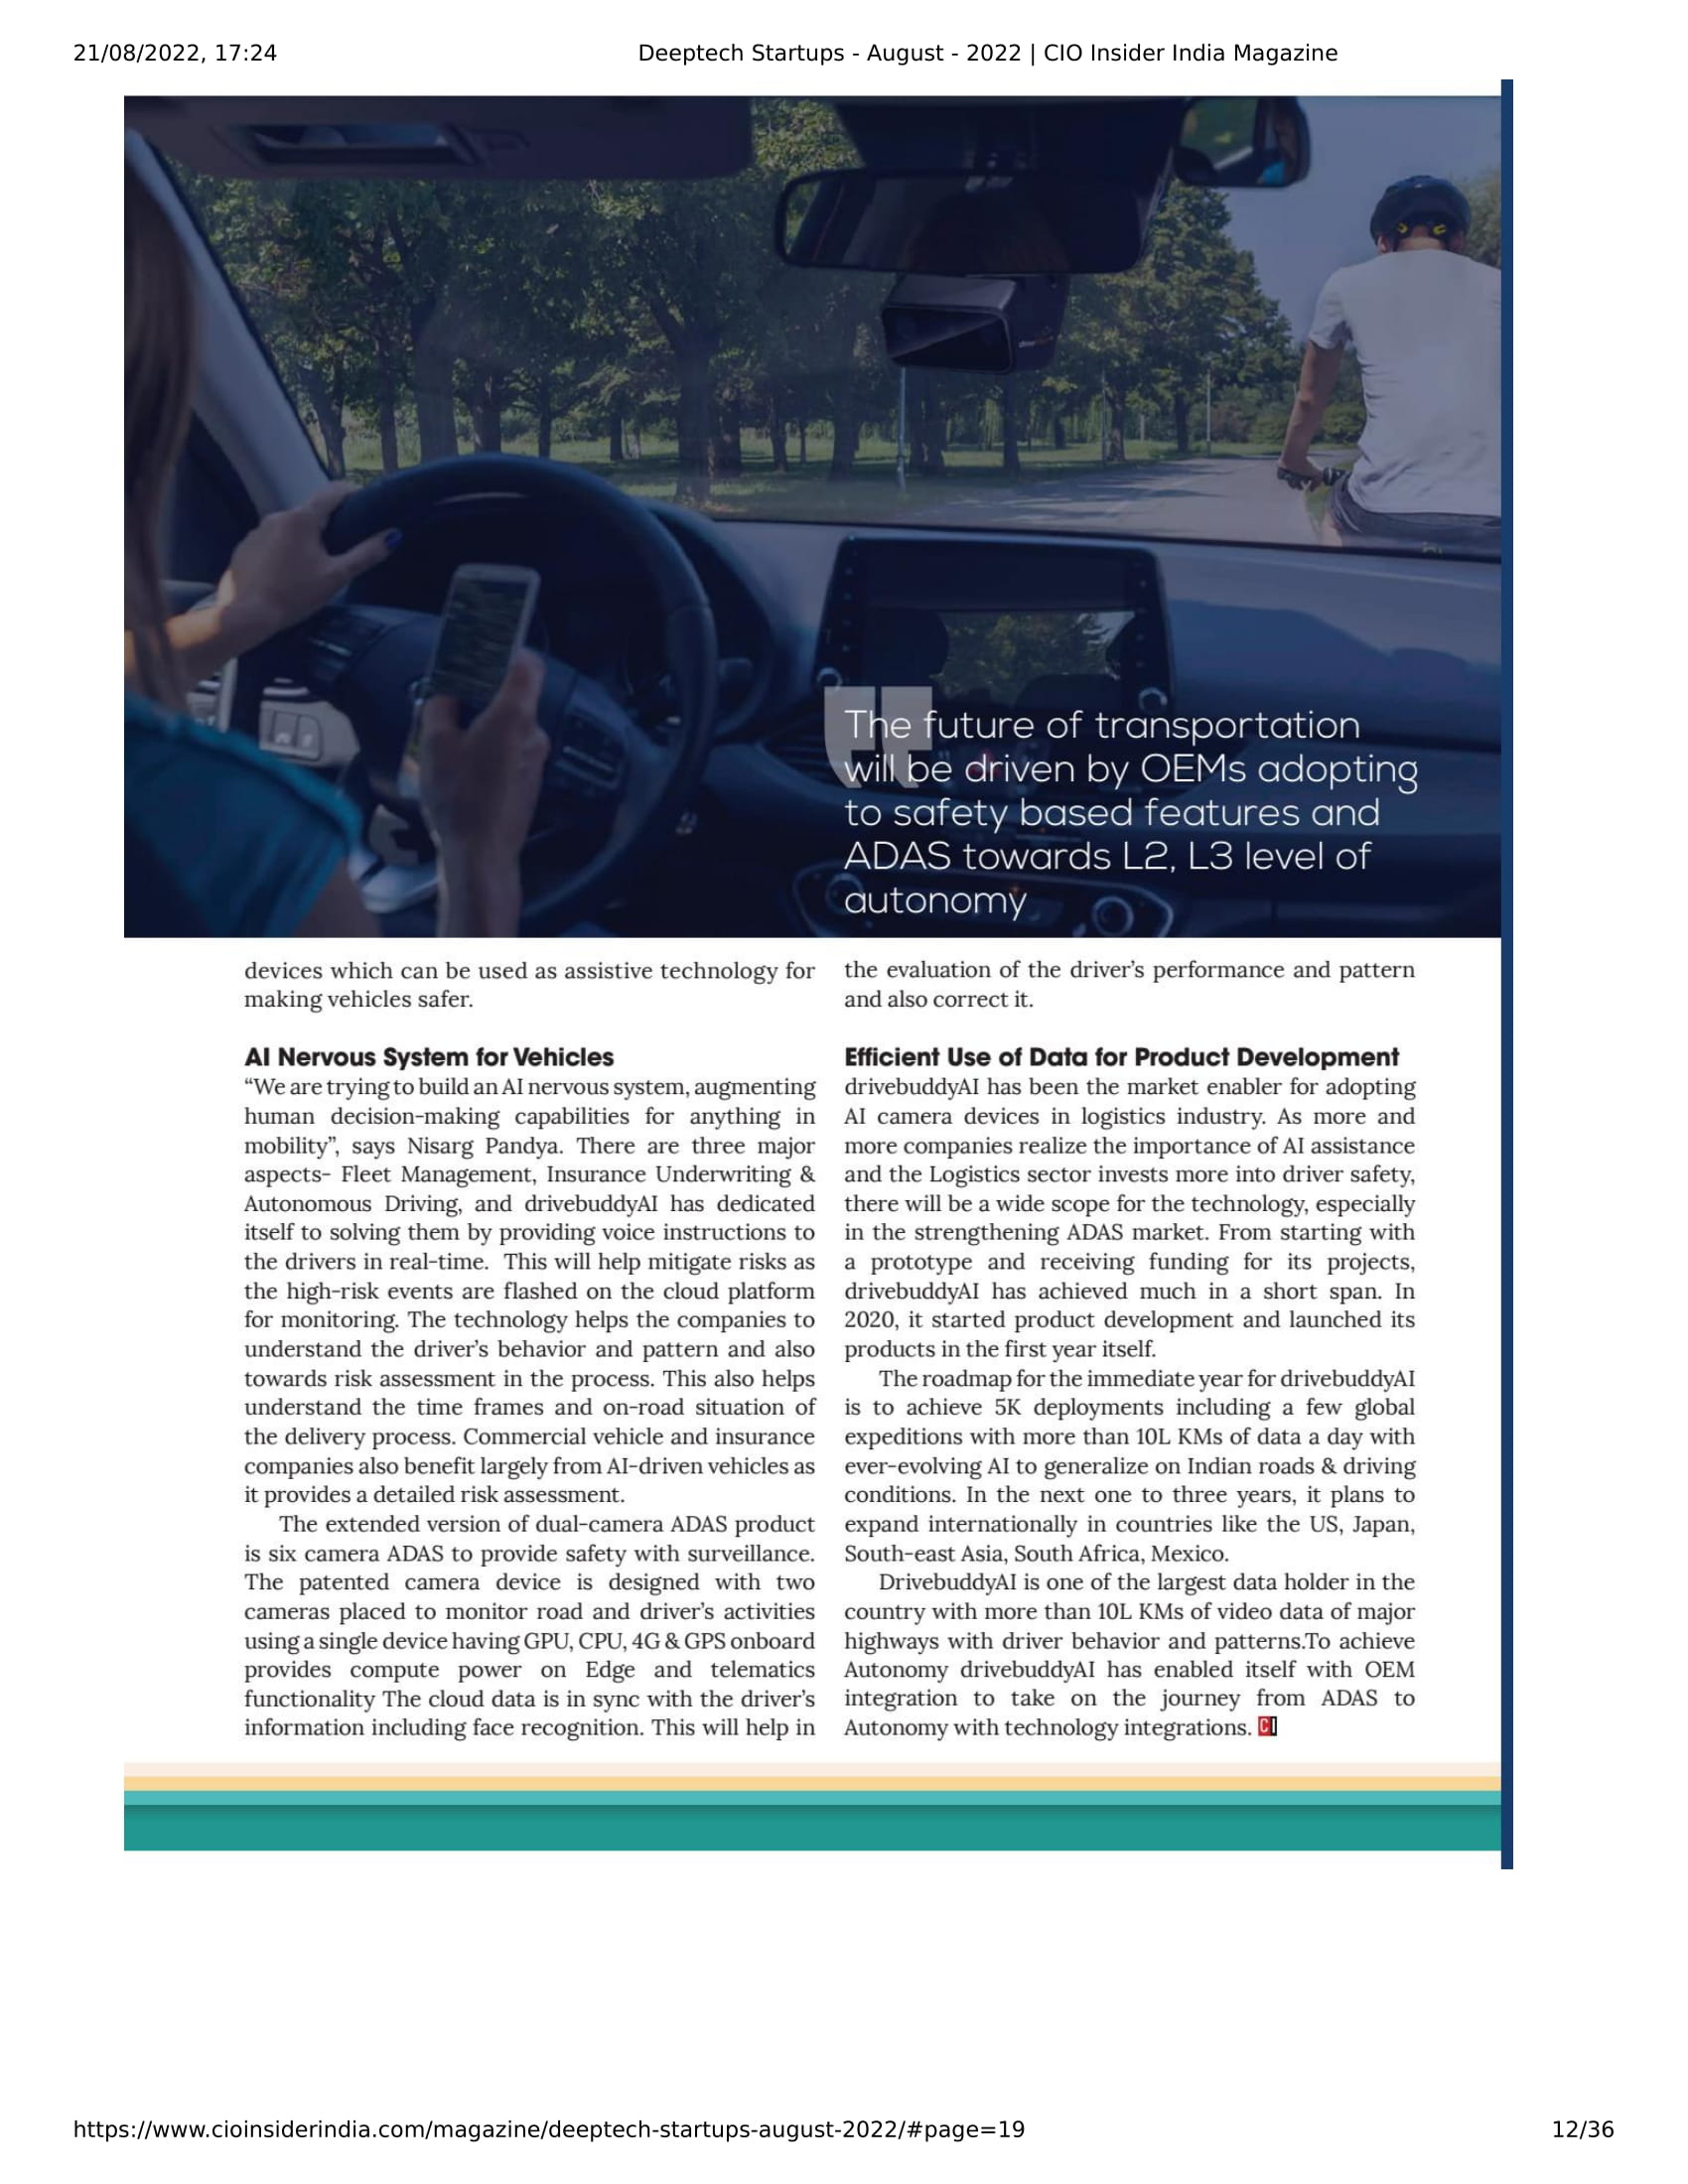 21/08/2022, 17:24
Deeptech Startups - August - 2022 | CIO Insider India Magazine
The future of transportation
will be driven by OEMs adopting
to safety based features and
ADAS towards L2, L3 level of
autonomy
devices which can be used as assistive technology for
making vehicles safer.
AI Nervous System for Vehicles
“We are trying to build an AI nervous system, augmenting
human decision-making capabilities for anything in
mobility”, says Nisarg Pandya. There are three major
aspects- Fleet Management, Insurance Underwriting &
Autonomous Driving, and drivebuddyAI has dedicated
itself to solving them by providing voice instructions to
the drivers in real-time.  This will help mitigate risks as
the high-risk events are flashed on the cloud platform
for monitoring. The technology helps the companies to
understand the driver’s behavior and pattern and also
towards risk assessment in the process. This also helps
understand the time frames and on-road situation of
the delivery process. Commercial vehicle and insurance
companies also benefit largely from AI-driven vehicles as
it provides a detailed risk assessment.
The extended version of dual-camera ADAS product
is six camera ADAS to provide safety with surveillance.
The patented camera device is designed with two
cameras placed to monitor road and driver’s activities
using a single device having GPU, CPU, 4G & GPS onboard
provides compute power on Edge and telematics
functionality The cloud data is in sync with the driver’s
information including face recognition. This will help in
the evaluation of the driver’s performance and pattern
and also correct it.
Efficient Use of Data for Product Development
drivebuddyAI has been the market enabler for adopting
AI camera devices in logistics industry. As more and
more companies realize the importance of AI assistance
and the Logistics sector invests more into driver safety,
there will be a wide scope for the technology, especially
in the strengthening ADAS market. From starting with
a prototype and receiving funding for its projects,
drivebuddyAI has achieved much in a short span. In
2020, it started product development and launched its
products in the first year itself.
The roadmap for the immediate year for drivebuddyAI
is to achieve 5K deployments including a few global
expeditions with more than 10L KMs of data a day with
ever-evolving AI to generalize on Indian roads & driving
conditions. In the next one to three years, it plans to
expand internationally in countries like the US, Japan,
South-east Asia, South Africa, Mexico.
DrivebuddyAI is one of the largest data holder in the
country with more than 10L KMs of video data of major
highways with driver behavior and patterns.To achieve
Autonomy drivebuddyAI has enabled itself with OEM
integration to take on the journey from ADAS to
Autonomy with technology integrations. CI
https://www.cioinsiderindia.com/magazine/deeptech-startups-august-2022/#page=19
12/36